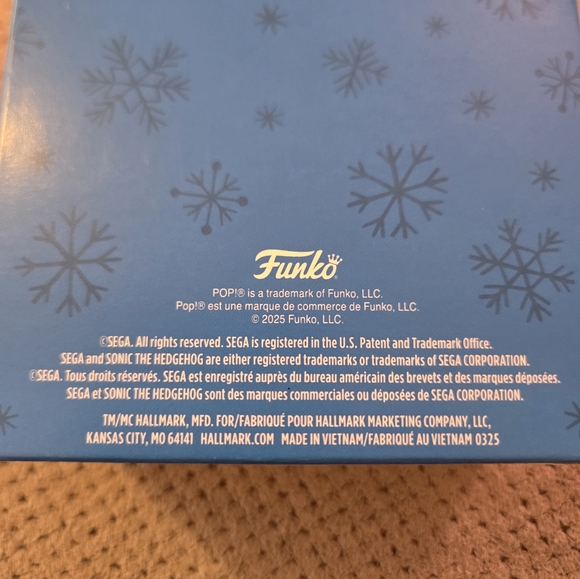 Funko
POP!® is a trademark of Funko, LLC.
Pop!® est une marque de commerce de Funko, LLC.
© 2025 Funko, LLC.
©SEGA. All rights reserved. SEGA is registered in the U.S. Patent and Trademark Office.
SEGA and SONIC THE HEDGEHOG are either registered trademarks or trademarks of SEGA CORPORATION.
©SEGA. Tous droits réservés. SEGA est enregistré auprès du bureau américain des brevets et des marques déposées.
SEGA et SONIC THE HEDGEHOG sont des marques commerciales ou déposées de SEGA CORPORATION.
TM/MC HALLMARK, MFD. FOR/FABRIQUÉ POUR HALLMARK MARKETING COMPANY, LLC,
KANSAS CITY, MO 64141 HALLMARK.COM MADE IN VIETNAM/FABRIQUÉ AU VIETNAM 0325